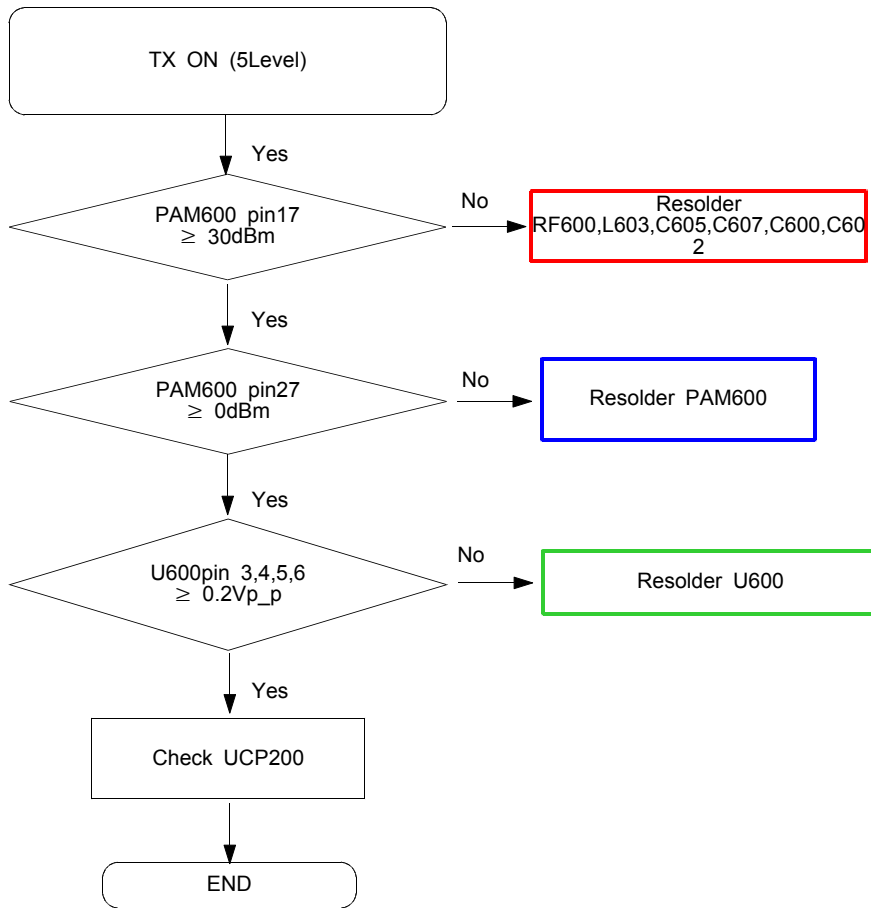 TX ON (5Level)
Yes
PAM600 pin17
≥ 30dBm
No
Resolder
RF600,L603,C605,C607,C600,C60
2
Yes
PAM600 pin27
≥ 0dBm
No
Resolder PAM600
Yes
U600pin 3,4,5,6
≥ 0.2Vp_p
No
Resolder U600
Yes
Check UCP200
END